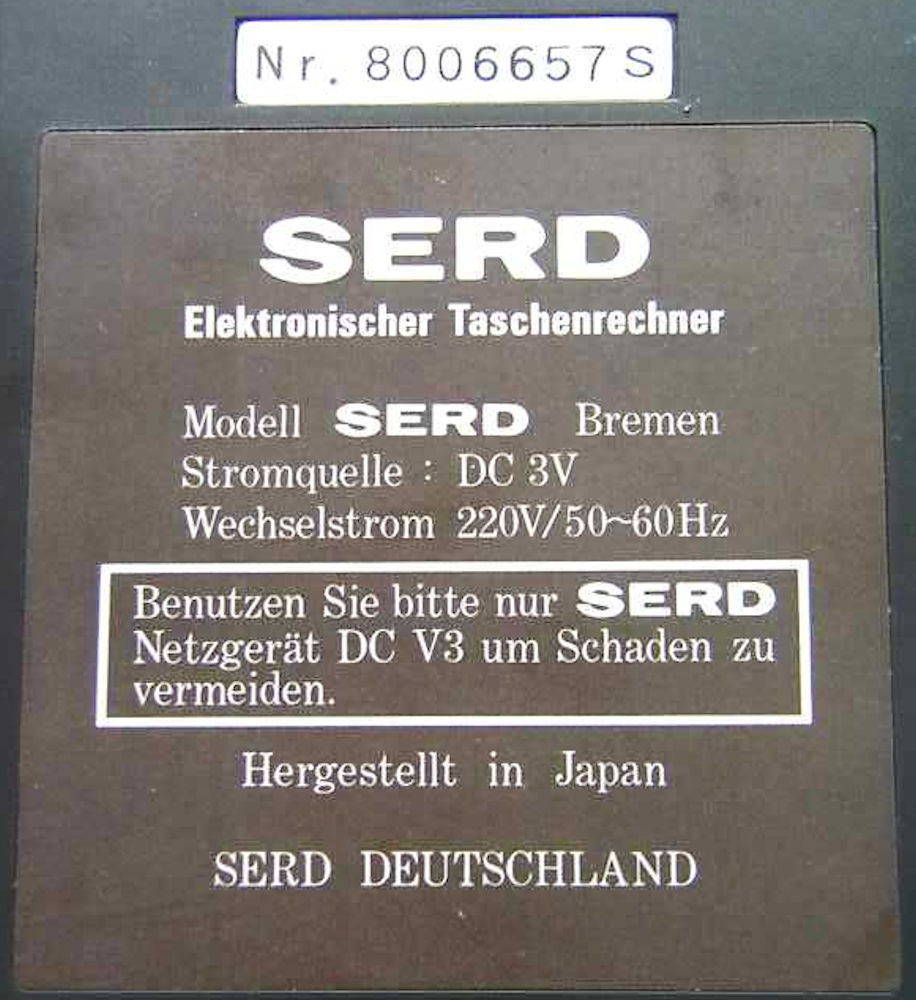 Nr. 8006657S
SERD
Elektronischer Taschenrechner
Modell SERD Bremen
Stromquelle : DC 3V
Wechselstrom 220V/50~60Hz
Benutzen Sie bitte nur SERD
Netzgerät DC V3 um Schaden zu
vermeiden.
Hergestellt in Japan
SERD DEUTSCHLAND